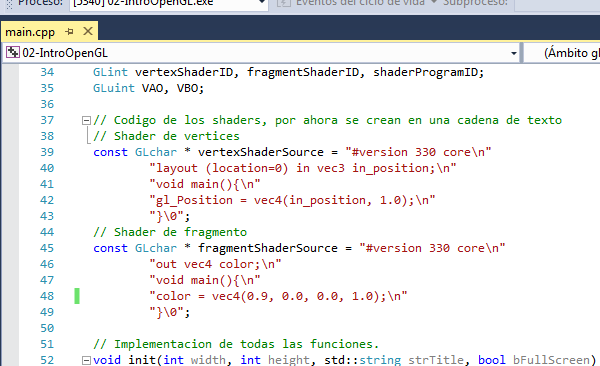 Proceso: [5540] 02-IntroOpenGL.exe Eventos del ciclo de vida Subproceso:
main.cpp
02-IntroOpenGL (Ámbito gl
34 GLint vertexShaderID, fragmentShaderID, shaderProgramID;
35 GLuint VAO, VBO;
36
37 // Codigo de los shaders, por ahora se crean en una cadena de texto
38 // Shader de vertices
39 const GLchar * vertexShaderSource = "#version 330 core\n"
40 "layout (location=0) in vec3 in_position;\n"
41 "void main(){\n"
42 "gl_Position = vec4(in_position, 1.0);\n"
43 "}\0";
44 // Shader de fragmento
45 const GLchar * fragmentShaderSource = "#version 330 core\n"
46 "out vec4 color;\n"
47 "void main(){\n"
48 "color = vec4(0.9, 0.0, 0.0, 1.0);\n"
49 "}\0";
50
51 // Implementacion de todas las funciones.
52 void init(int width, int height, std::string strTitle, bool bFullScreen)